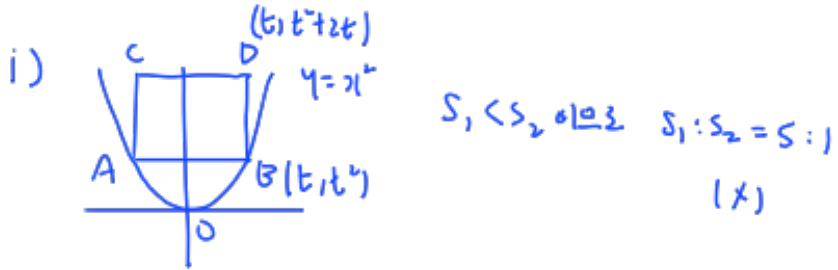 i)
C D (t, t²+2t)
y=x²
A B(t, t²)
O
S₁<S₂ 이므로 S₁:S₂=5:1
(X)